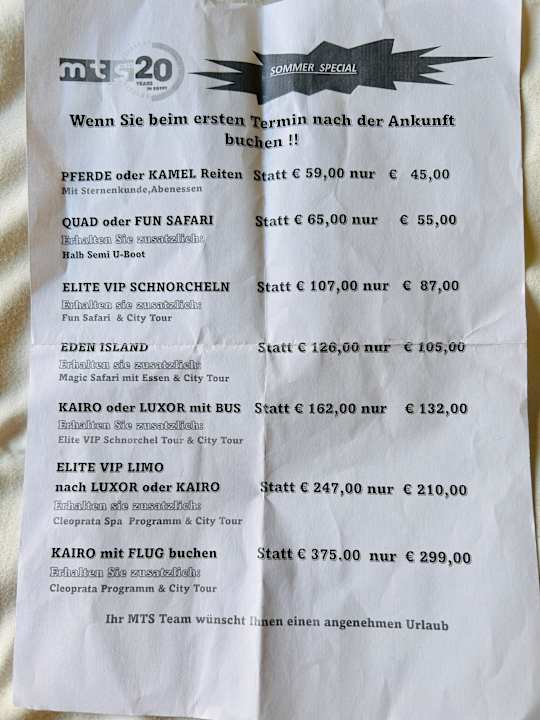 mts 20
YEARS
IN EGYPT
SOMMER SPECIAL
Wenn Sie beim ersten Termin nach der Ankunft
buchen !!
PFERDE oder KAMEL Reiten Statt € 59,00 nur € 45,00
Mit Sternenkunde,Abenessen
QUAD oder FUN SAFARI Statt € 65,00 nur € 55,00
Erhalten Sie zusatzlich:
Halb Semi U-Boot
ELITE VIP SCHNORCHELN Statt € 107,00 nur € 87,00
Erhalten sie zusatzlich:
Fun Safari & City Tour
EDEN ISLAND Statt € 126,00 nur € 105,00
Erhalten sie zusatzlich:
Magic Safari mit Essen & City Tour
KAIRO oder LUXOR mit BUS Statt € 162,00 nur € 132,00
Erhalten Sie zusatzlich:
Elite VIP Schnorchel Tour & City Tour
ELITE VIP LIMO
nach LUXOR oder KAIRO Statt € 247,00 nur € 210,00
Erhalten sie zusatzlich:
Cleoprata Spa Programm & City Tour
KAIRO mit FLUG buchen Statt € 375.00 nur € 299,00
Erhalten Sie zusatzlich:
Cleoprata Programm & City Tour
Ihr MTS Team wünscht Ihnen einen angenehmen Urlaub